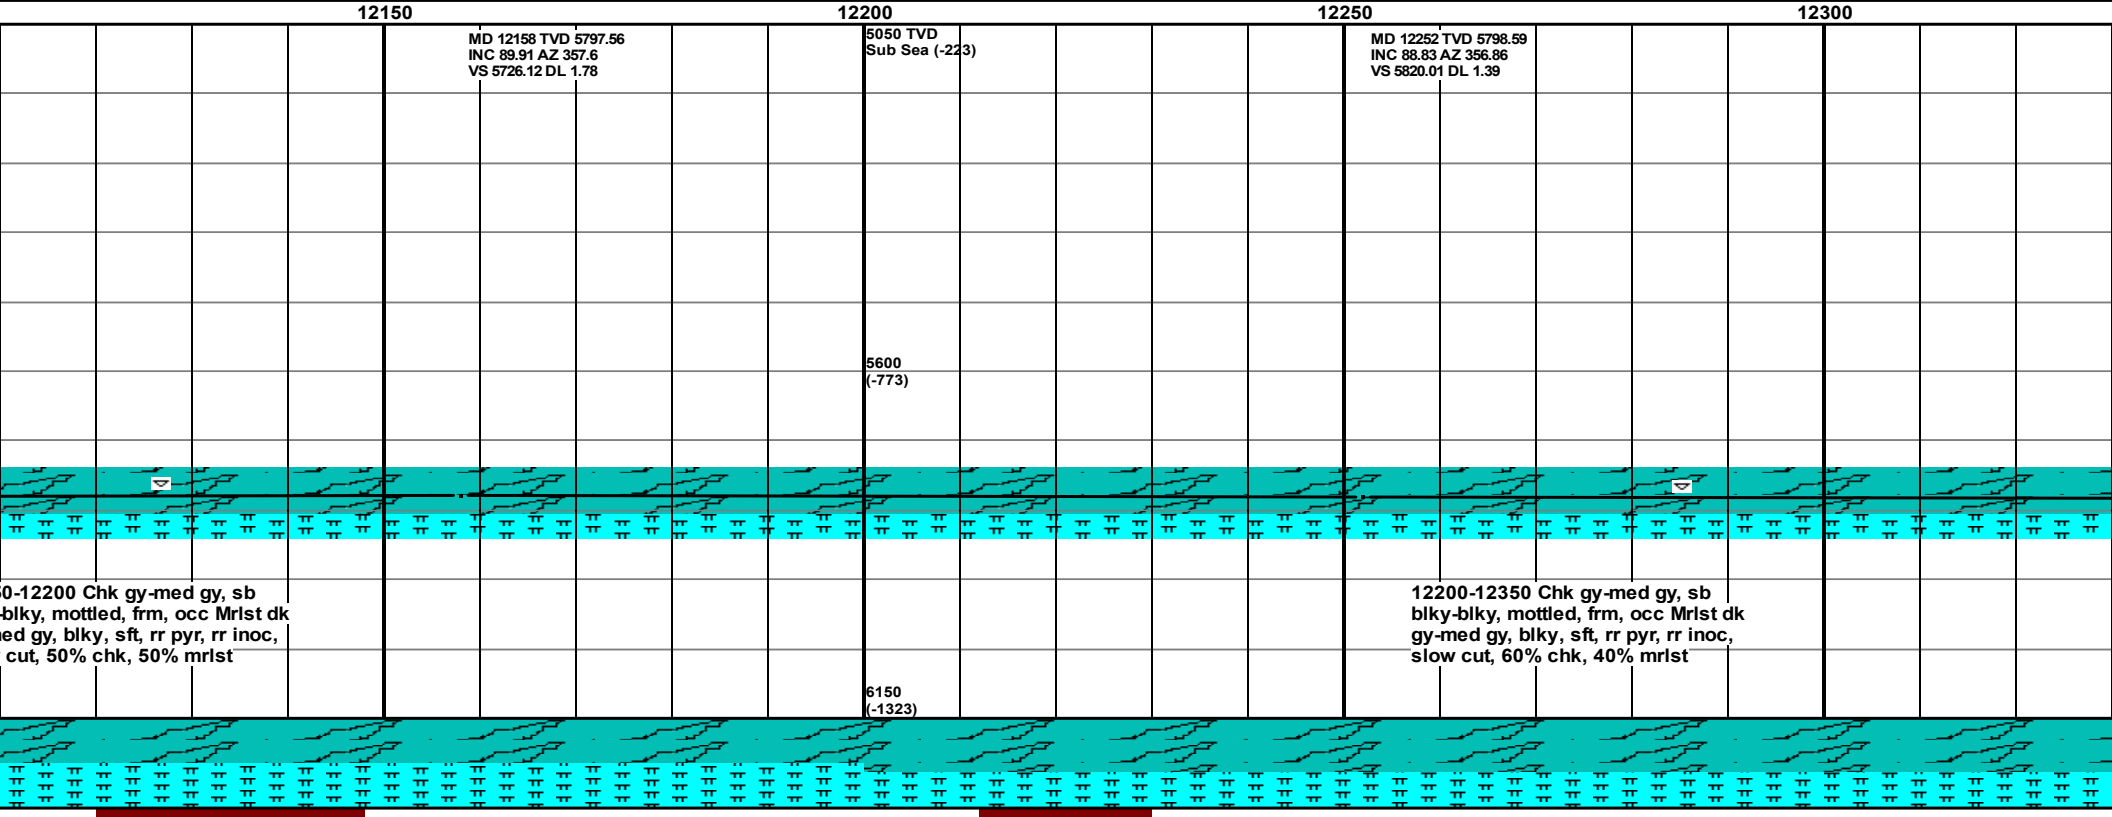 12150 12200 12250 12300
MD 12158 TVD 5797.56
INC 89.91 AZ 357.6
VS 5726.12 DL 1.78
5050 TVD
Sub Sea (-223)
MD 12252 TVD 5798.59
INC 88.83 AZ 356.86
VS 5820.01 DL 1.39
5600
(-773)
0-12200 Chk gy-med gy, sb
-blky, mottled, frm, occ Mrlst dk
ed gy, blky, sft, rr pyr, rr inoc,
cut, 50% chk, 50% mrlst
12200-12350 Chk gy-med gy, sb
blky-blky, mottled, frm, occ Mrlst dk
gy-med gy, blky, sft, rr pyr, rr inoc,
slow cut, 60% chk, 40% mrlst
6150
(-1323)